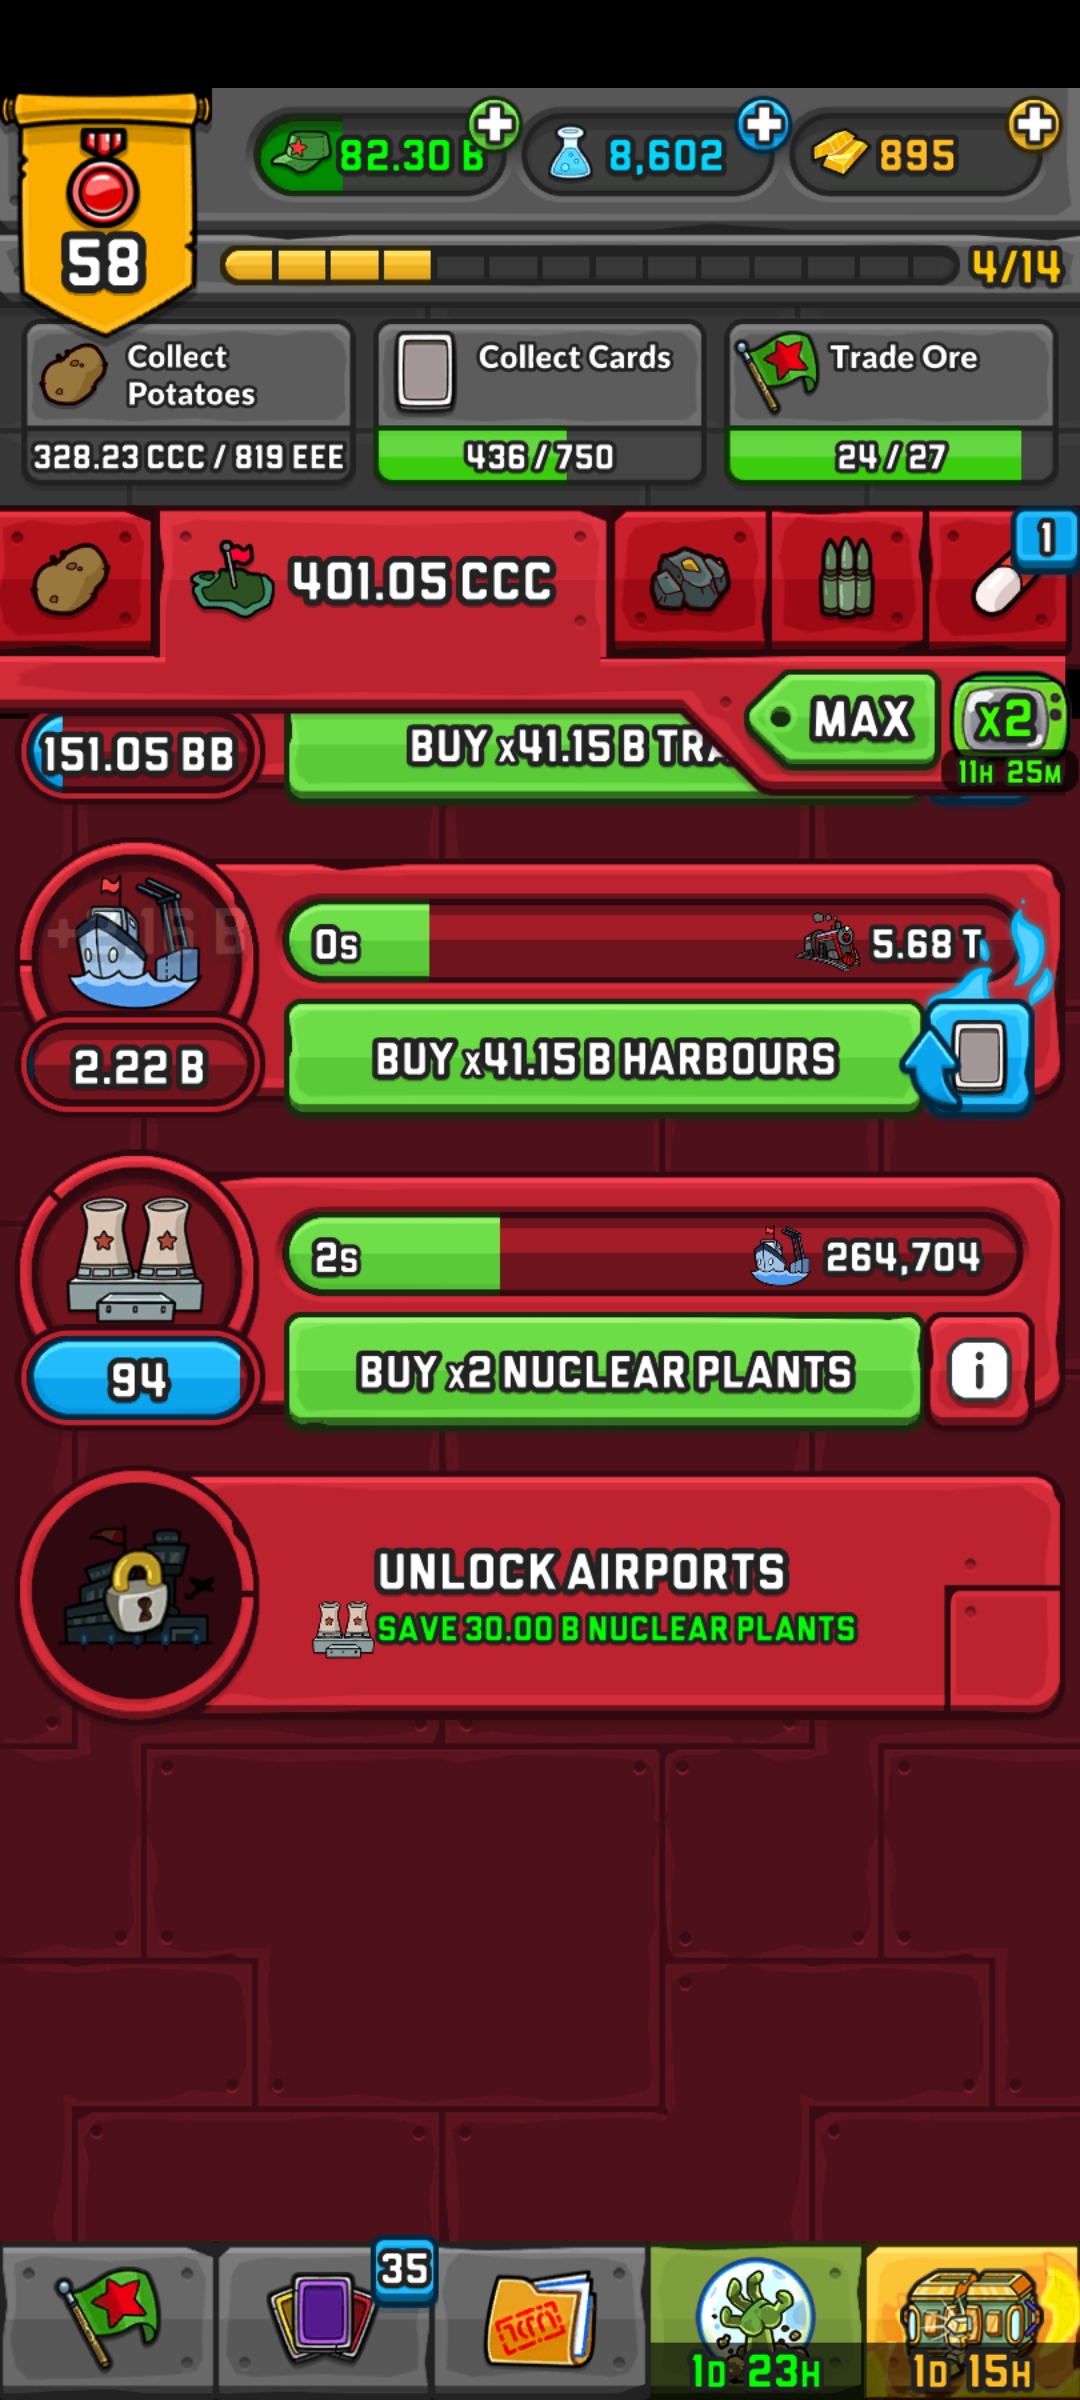 82.30 B
8,602
895
58
4/14
Collect
Potatoes
328.23 CCC / 819 EEE
Collect Cards
436 / 750
Trade Ore
24 / 27
401.05 CCC
1
MAX
x2
11H 25M
151.05 BB
BUY x41.15 B
0s
5.68 T
2.22 B
BUY x41.15 B HARBOURS
2s
264,704
94
BUY x2 NUCLEAR PLANTS
i
UNLOCK AIRPORTS
SAVE 30.00 B NUCLEAR PLANTS
35
1D 23H
1D 15H